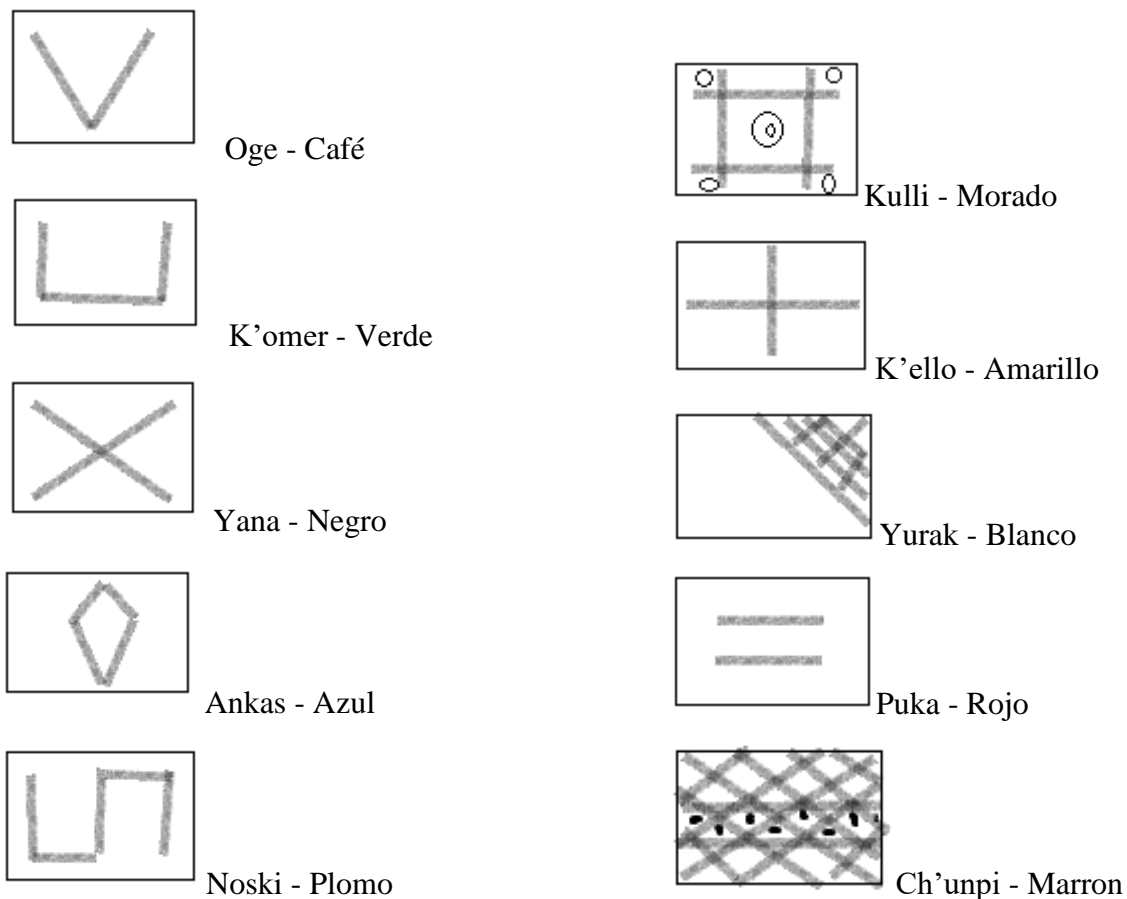 Oge - Café
K’omer - Verde
Yana - Negro
Ankas - Azul
Noski - Plomo
Kulli - Morado
K’ello - Amarillo
Yurak - Blanco
Puka - Rojo
Ch’unpi - Marron